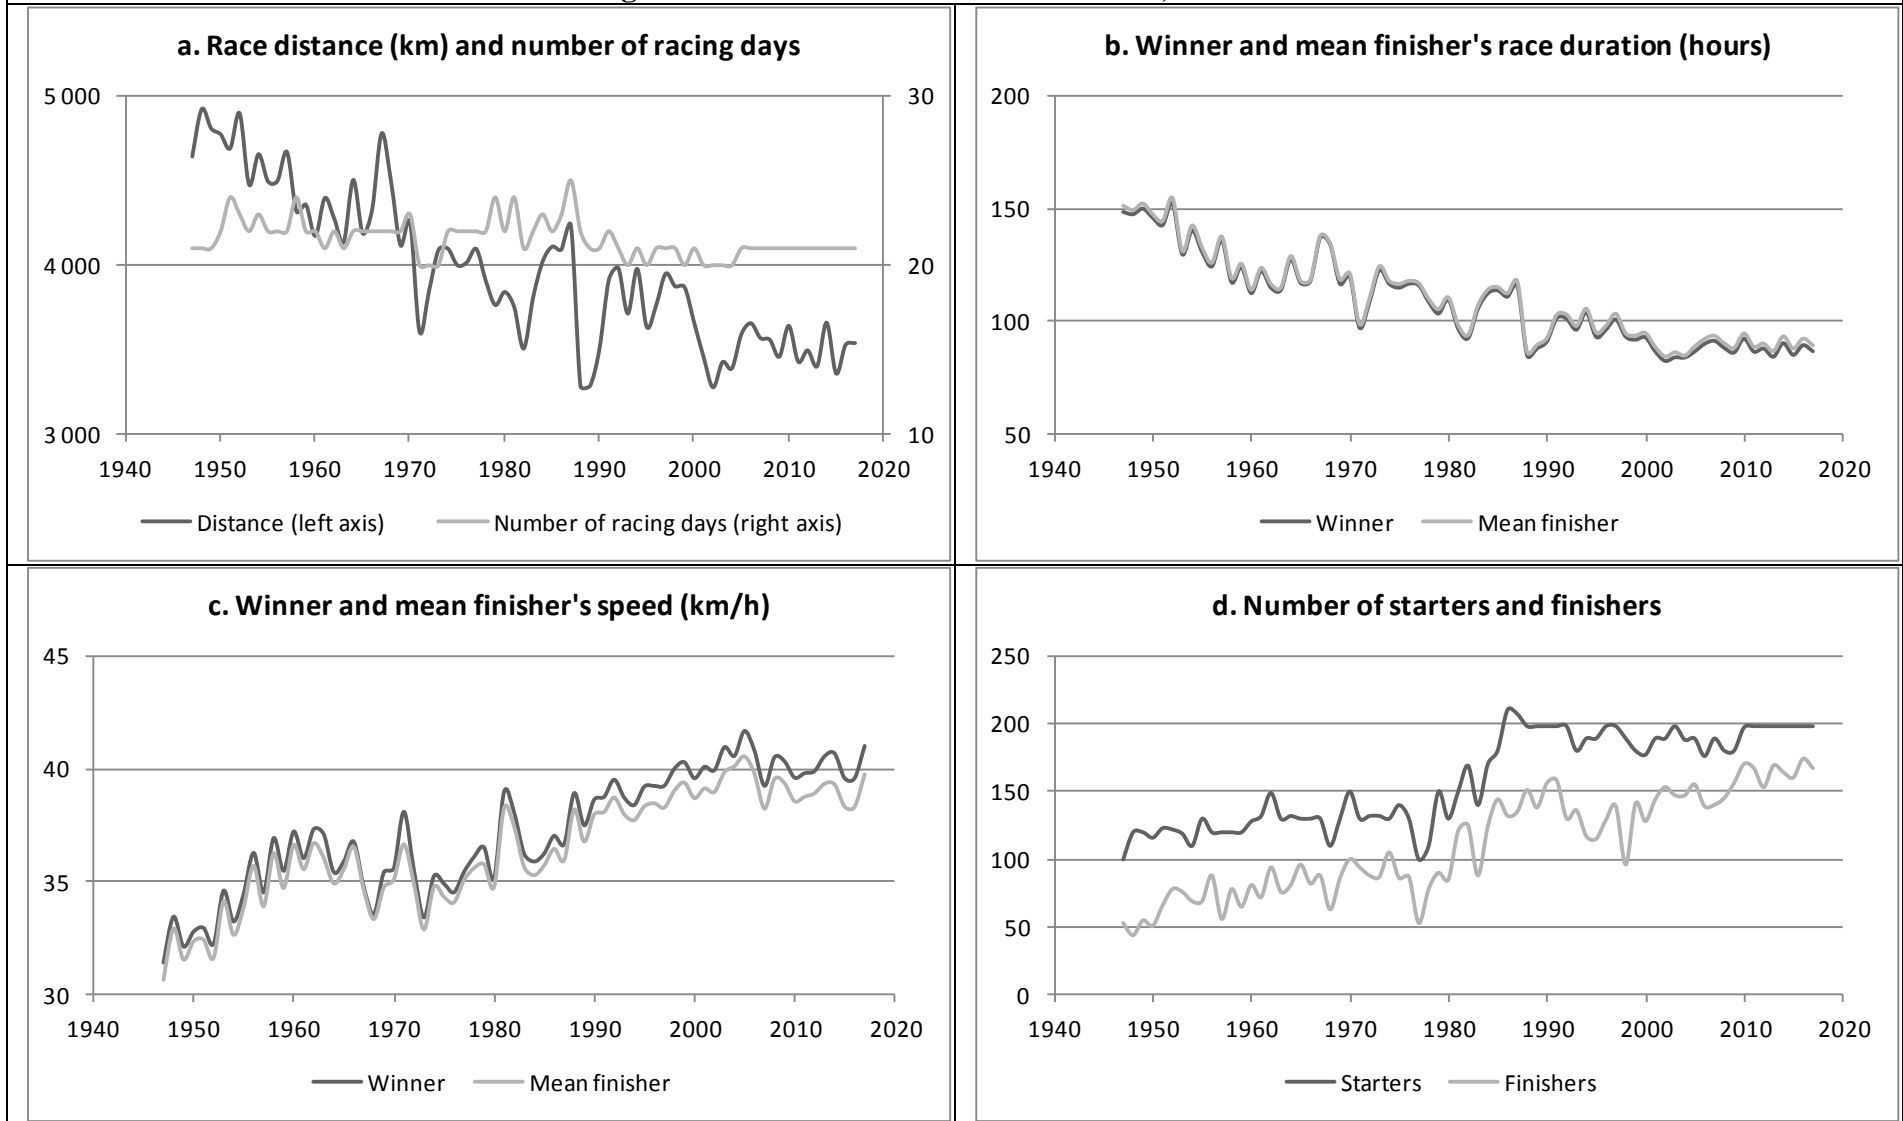 a. Race distance (km) and number of racing days
5 000
4 000
3 000
30
20
10
1940 1950 1960 1970 1980 1990 2000 2010 2020
Distance (left axis) Number of racing days (right axis)
b. Winner and mean finisher's race duration (hours)
200
150
100
50
1940 1950 1960 1970 1980 1990 2000 2010 2020
Winner Mean finisher
c. Winner and mean finisher's speed (km/h)
45
40
35
30
1940 1950 1960 1970 1980 1990 2000 2010 2020
Winner Mean finisher
d. Number of starters and finishers
250
200
150
100
50
0
1940 1950 1960 1970 1980 1990 2000 2010 2020
Starters Finishers